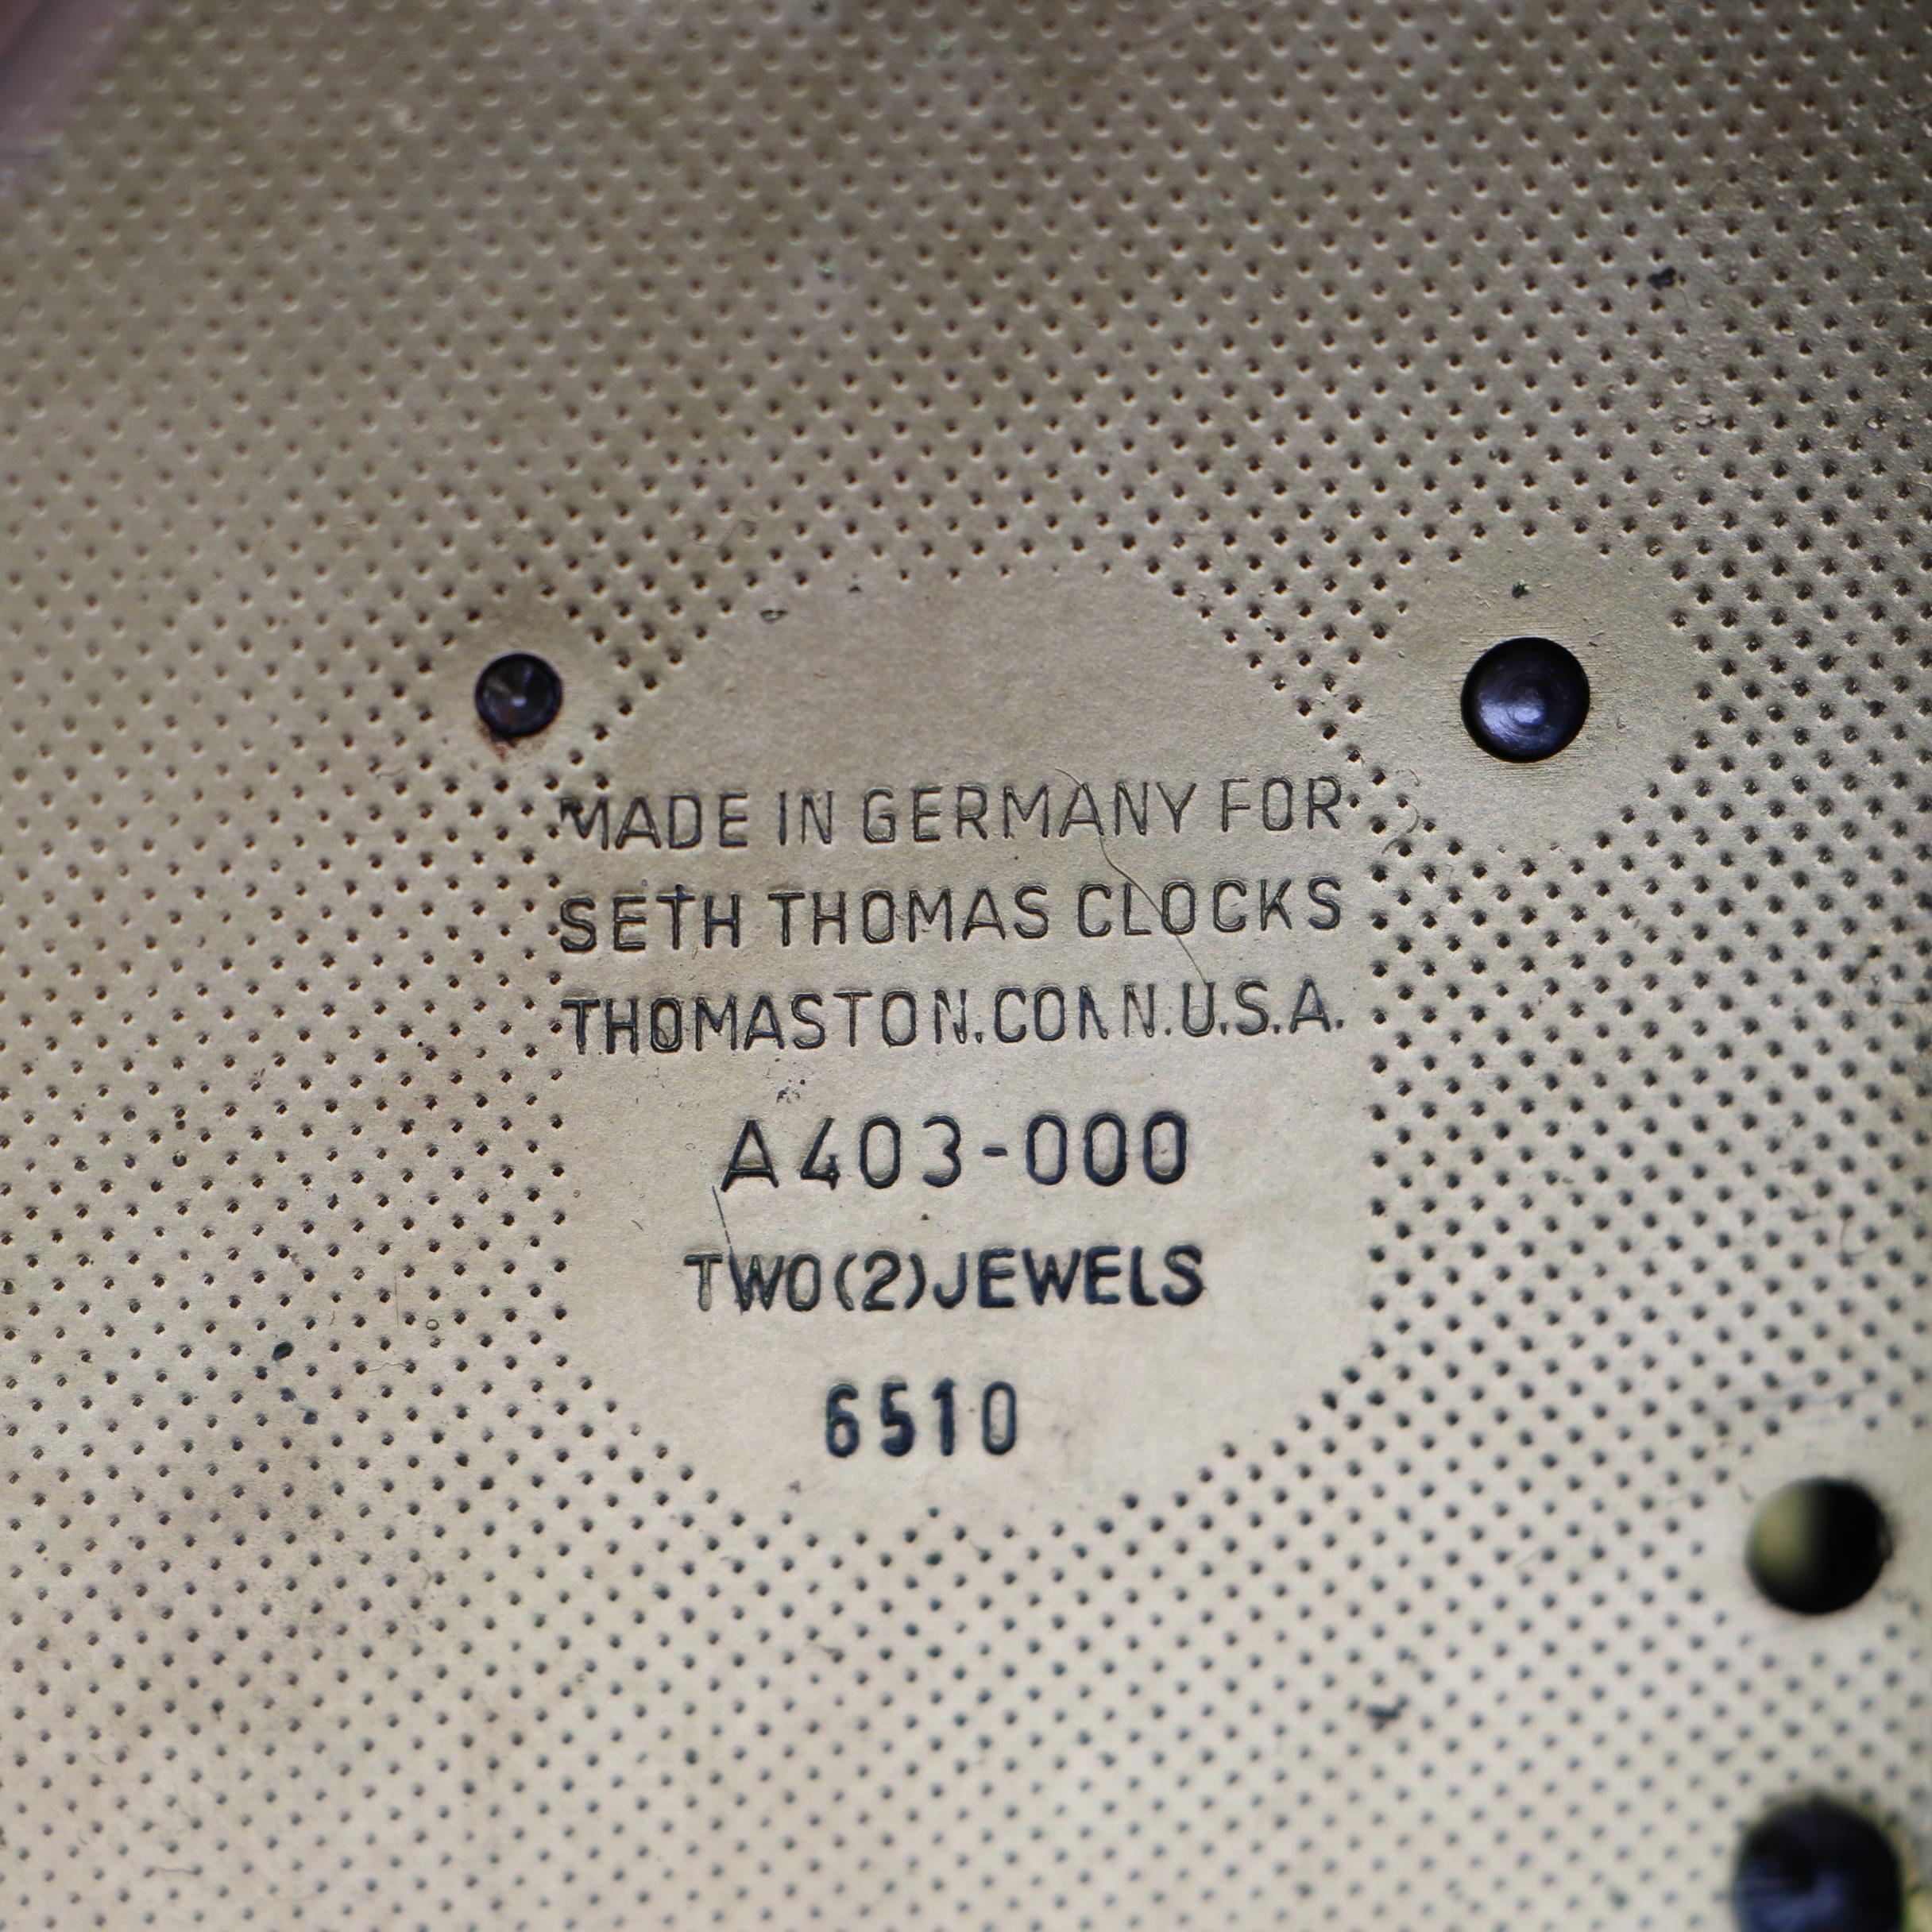 MADE IN GERMANY FOR
SETH THOMAS CLOCKS
THOMASTON.CONN.U.S.A.
A403-000
TWO(2)JEWELS
6510